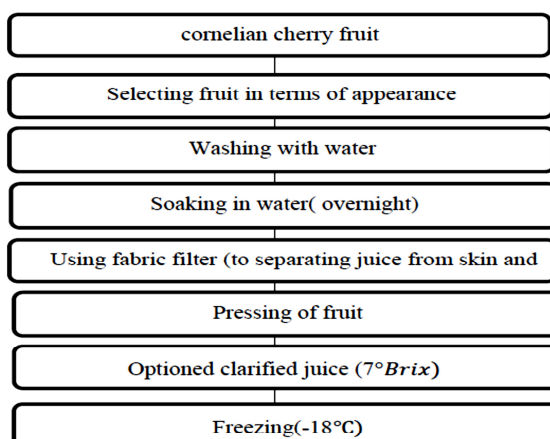 cornelian cherry fruit
Selecting fruit in terms of appearance
Washing with water
Soaking in water( overnight)
Using fabric filter (to separating juice from skin and
Pressing of fruit
Optioned clarified juice (7°Brix)
Freezing(-18°C)